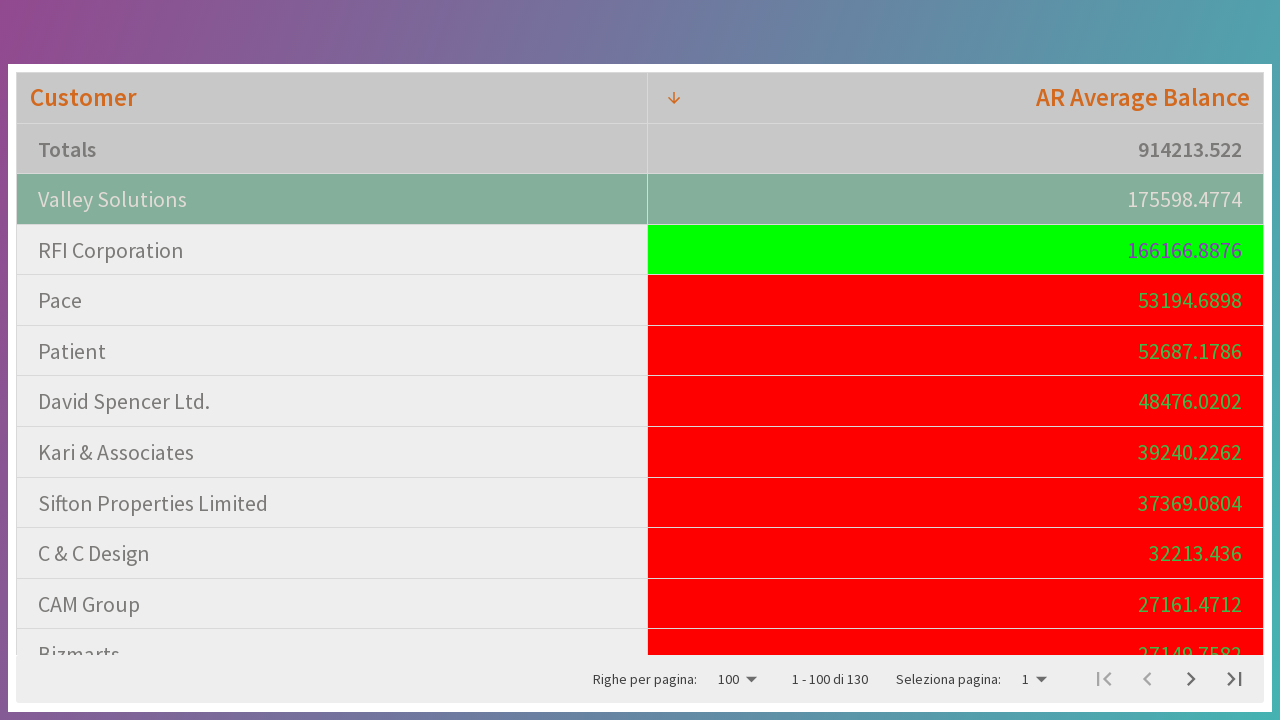 Customer AR Average Balance
Totals 914213.522
Valley Solutions 175598.4774
RFI Corporation 166166.8876
Pace 53194.6898
Patient 52687.1786
David Spencer Ltd. 48476.0202
Kari & Associates 39240.2262
Sifton Properties Limited 37369.0804
C & C Design 32213.436
CAM Group 27161.4712
Bizmarts 27149.7582
Righe per pagina: 100 1 - 100 di 130 Seleziona pagina: 1